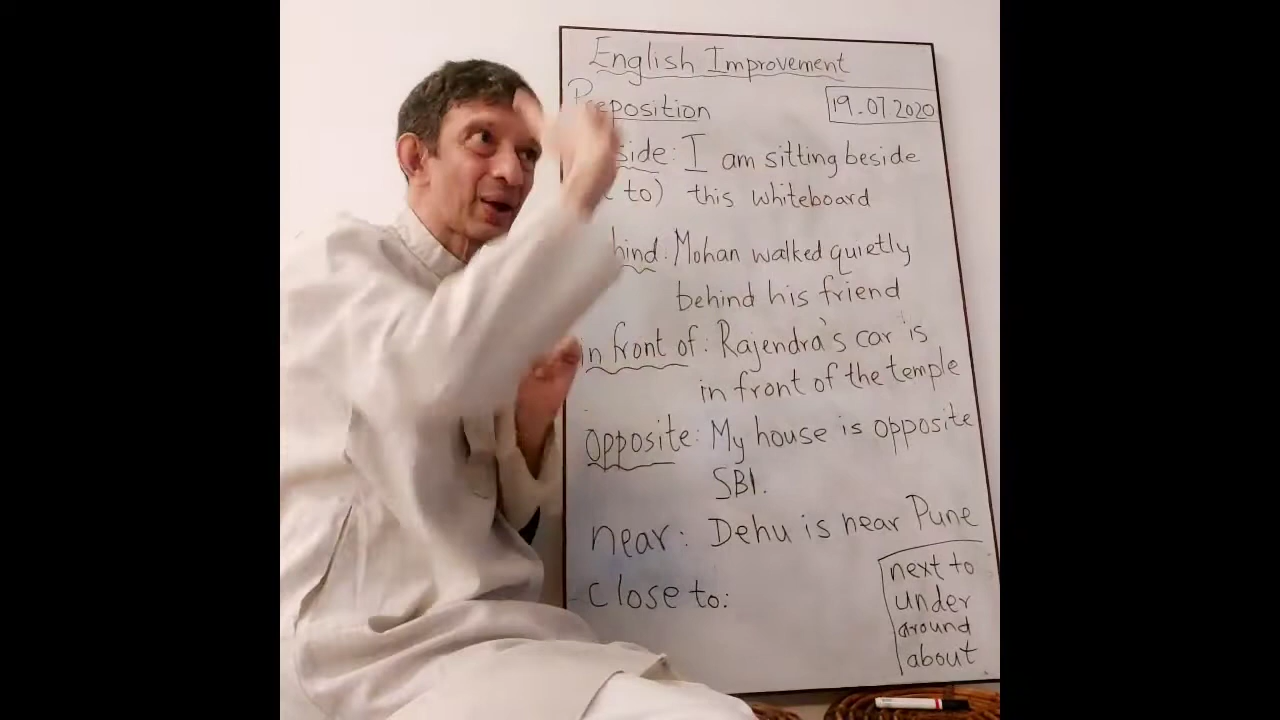 English Improvement
Preposition
19.07.2020
side: I am sitting beside
to) this whiteboard
hind. Mohan walked quietly
behind his friend
in front of: Rajendra's car is
in front of the temple
opposite: My house is opposite
SBI.
near: Dehu is near Pune
close to:
next to
under
around
about